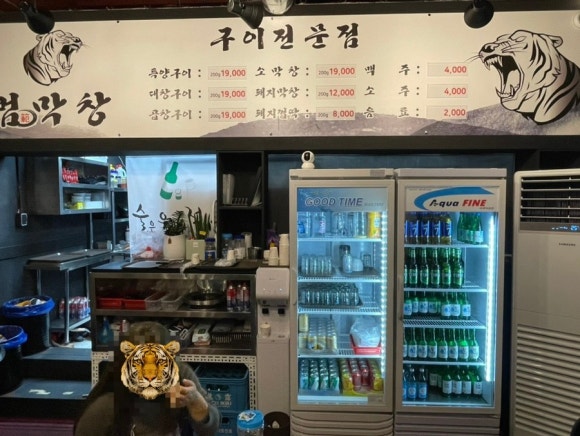 구이전문점
특양구이 : 200g 19,000 소 막 창 : 200g 19,000 맥 주 : 4,000
대창구이 : 200g 19,000 돼지막창 : 200g 12,000 소 주 : 4,000
곱창구이 : 200g 19,000 돼지껍막 : 200g 8,000 음 료 : 2,000
범막창
GOOD TIME
Aqua FINE
SAMSUNG